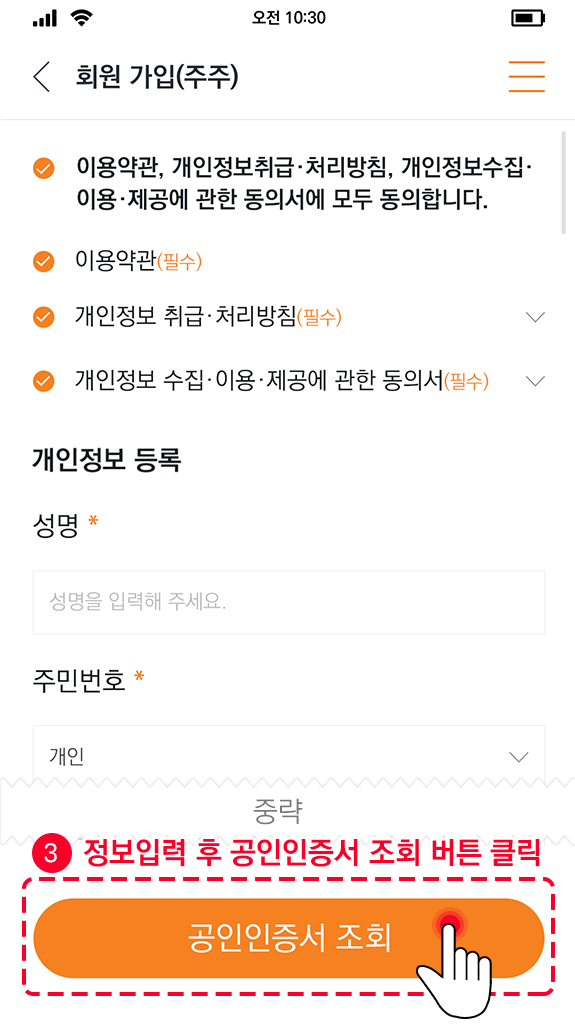 오전 10:30
회원 가입(주주)
이용약관, 개인정보취급·처리방침, 개인정보수집·
이용·제공에 관한 동의서에 모두 동의합니다.
이용약관(필수)
개인정보 취급·처리방침(필수)
개인정보 수집·이용·제공에 관한 동의서(필수)
개인정보 등록
성명 *
성명을 입력해 주세요.
주민번호 *
개인
중략
3 정보입력 후 공인인증서 조회 버튼 클릭
공인인증서 조회